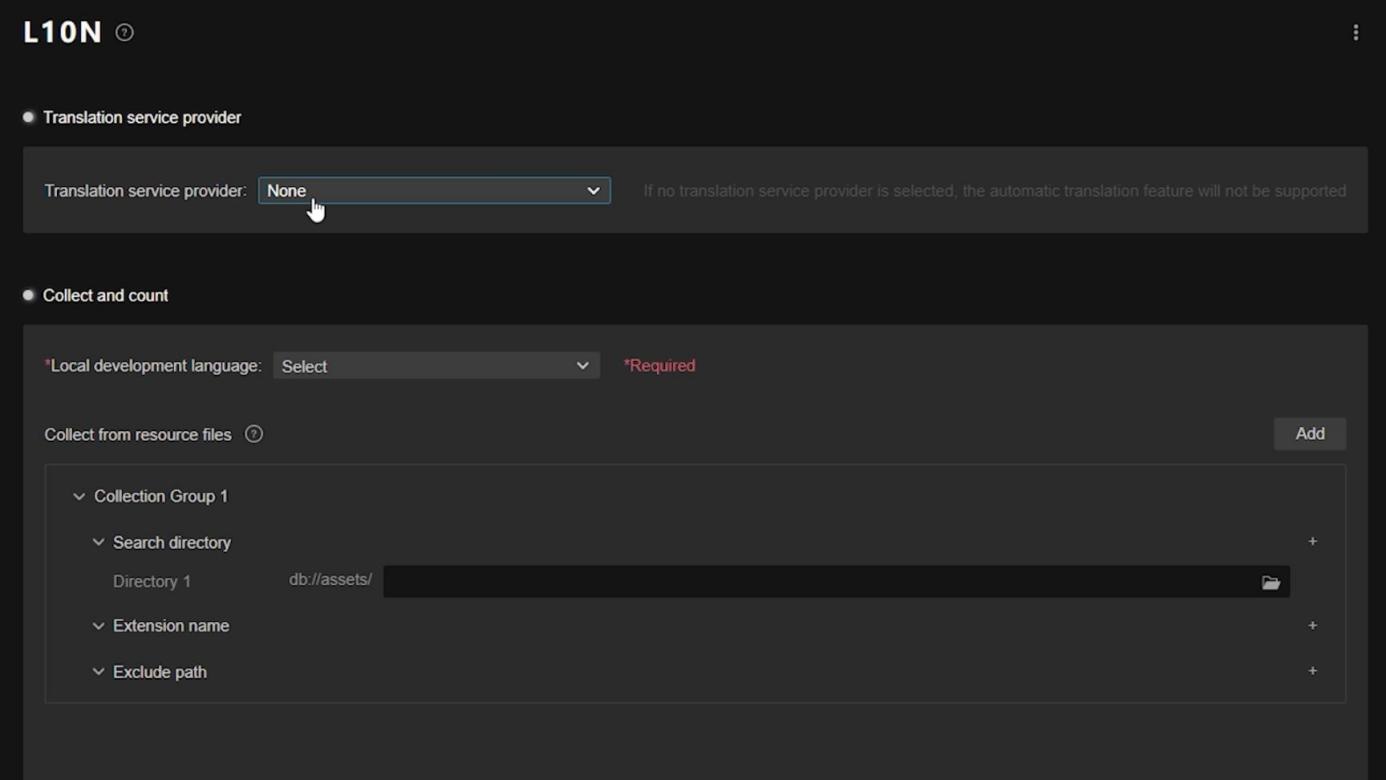 L10N
Translation service provider
Translation service provider: None If no translation service provider is selected, the automatic translation feature will not be supported
Collect and count
*Local development language: Select *Required
Collect from resource files Add
Collection Group 1
Search directory
Directory 1 db://assets/
Extension name
Exclude path